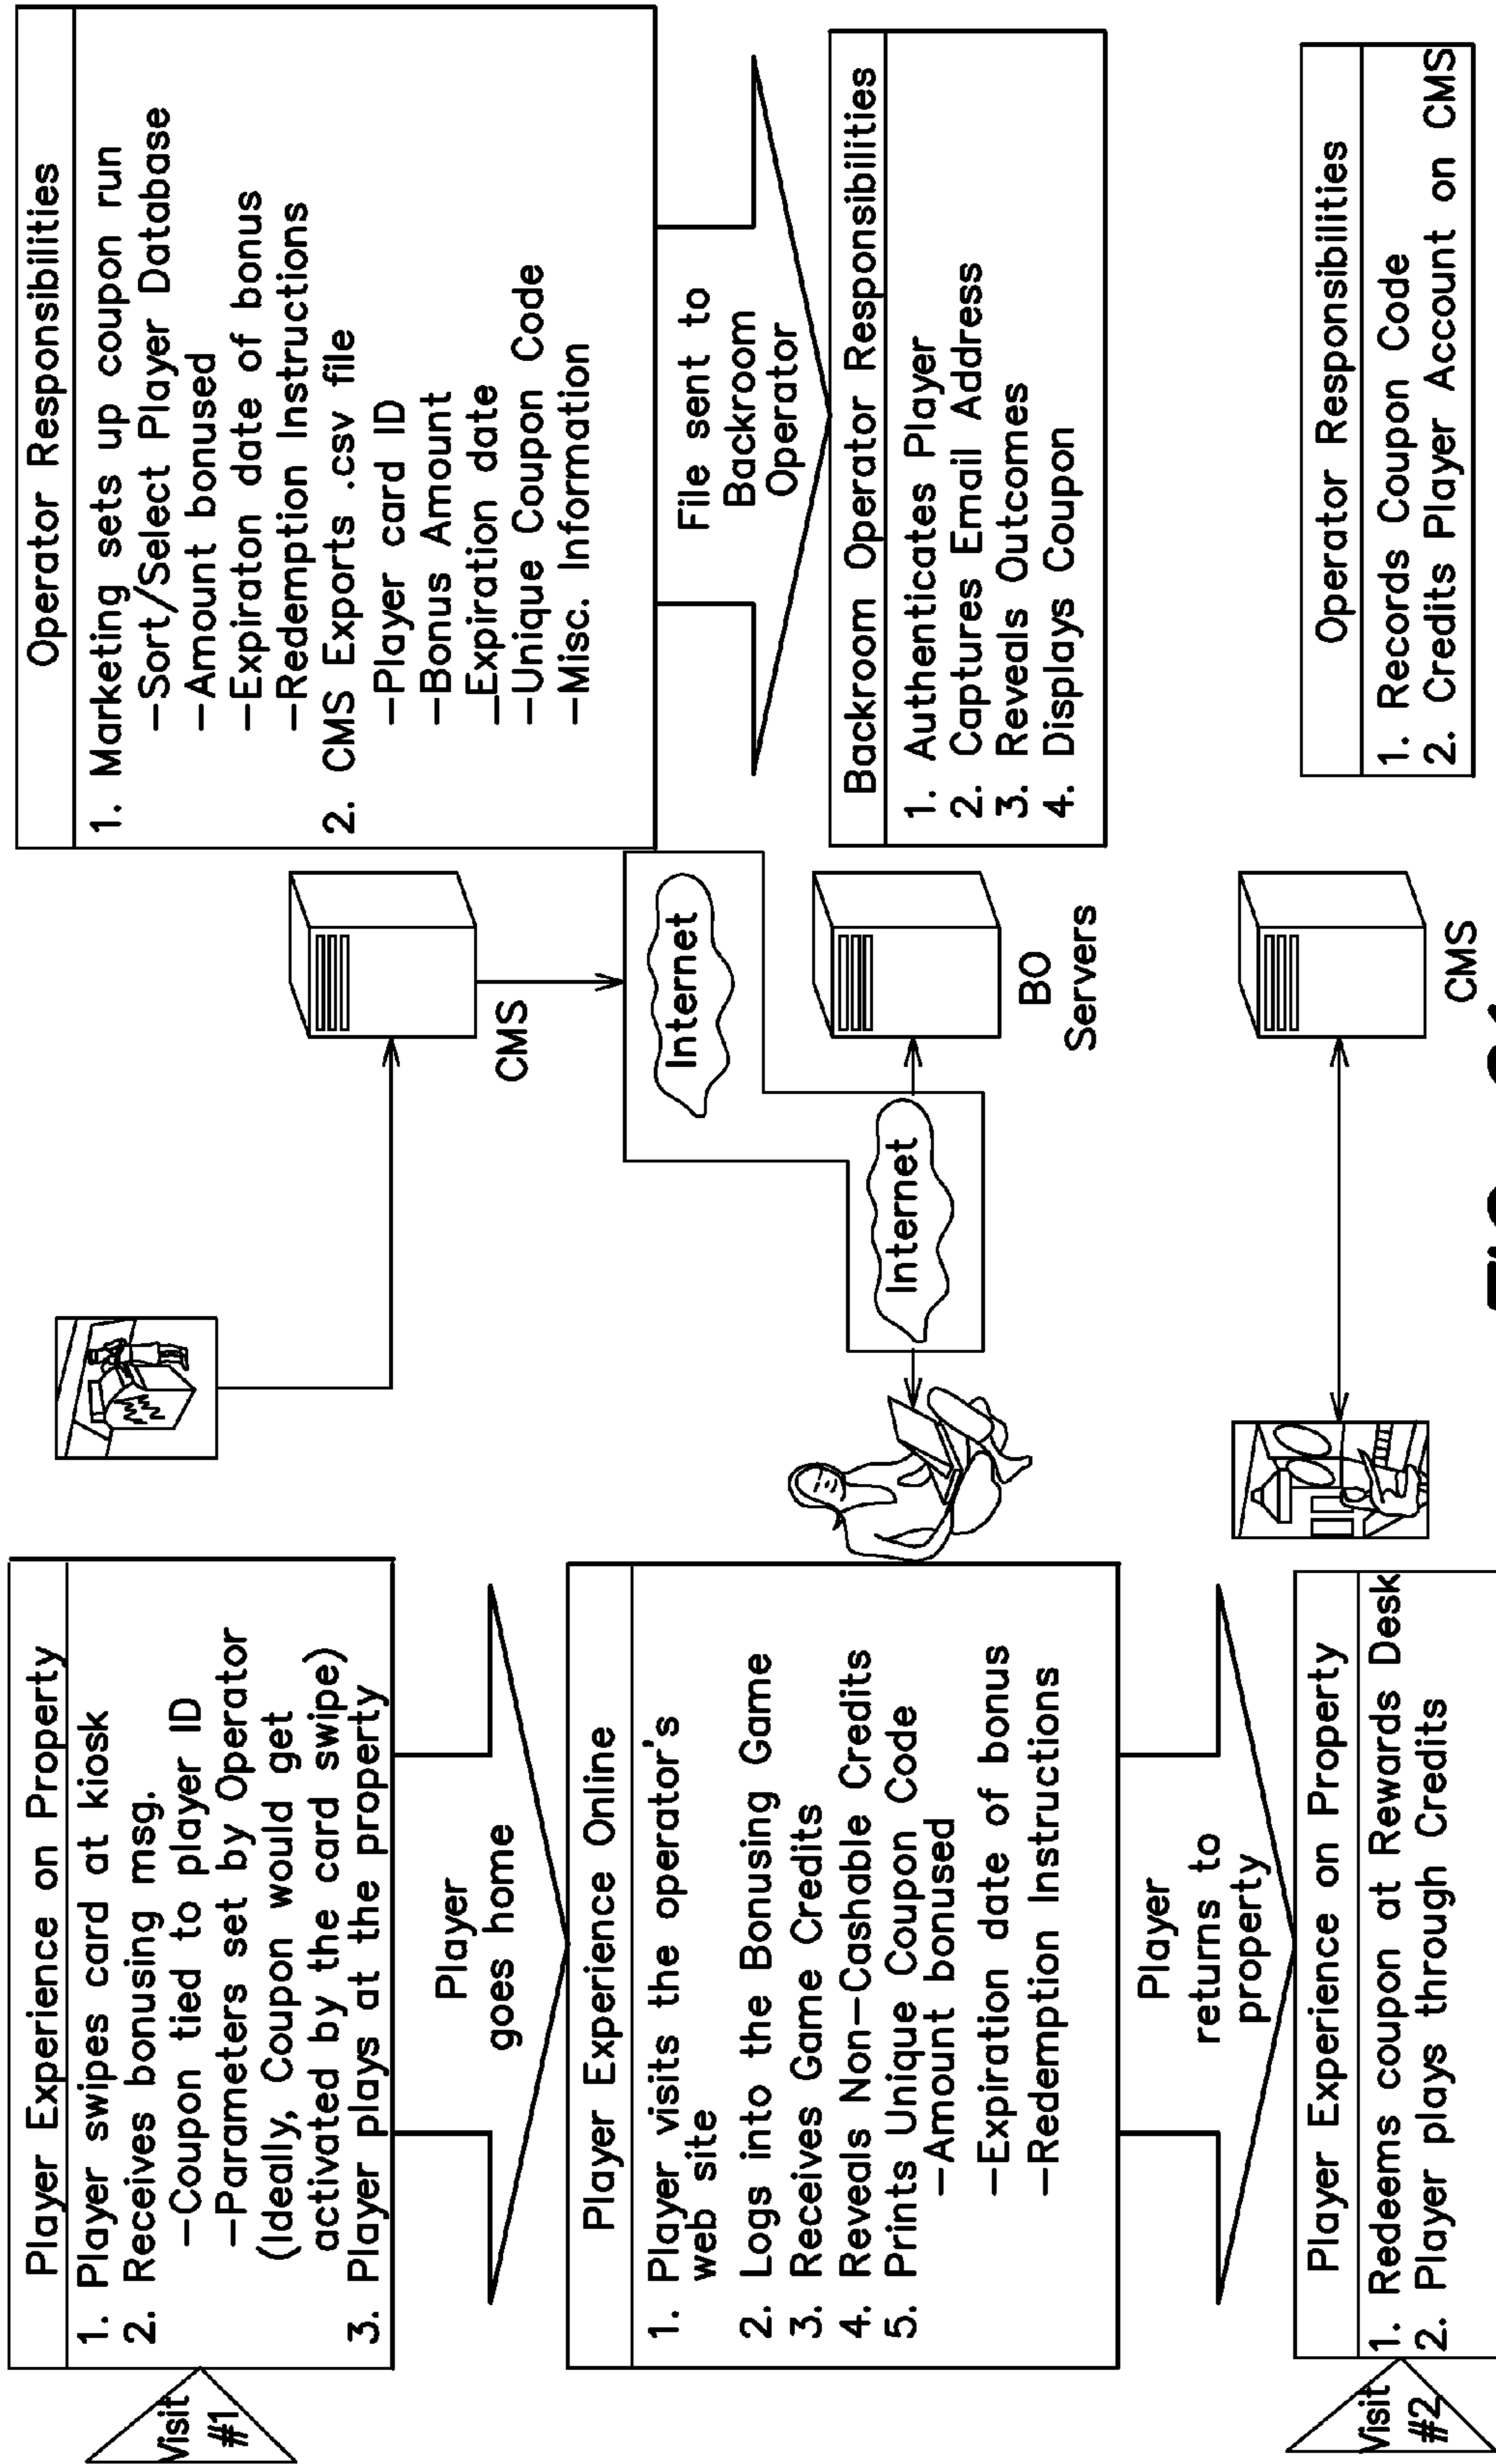 Visit
#1
Player Experience on Property
1. Player swipes card at kiosk
2. Receives bonusing msg.
–Coupon tied to player ID
–Parameters set by Operator
(Ideally, Coupon would get
activated by the card swipe)
3. Player plays at the property
Player
goes home
Player Experience Online
1. Player visits the operator's
web site
2. Logs into the Bonusing Game
3. Receives Game Credits
4. Reveals Non–Cashable Credits
5. Prints Unique Coupon Code
–Amount bonused
–Expiration date of bonus
–Redemption Instructions
Player
returns to
property
Visit
#2
Player Experience on Property
1. Redeems coupon at Rewards Desk
2. Player plays through Credits
CMS
Internet
Internet
BO
Servers
CMS
Operator Responsibilities
1. Marketing sets up coupon run
–Sort/Select Player Database
–Amount bonused
–Expiraton date of bonus
–Redemption Instructions
2. CMS Exports .csv file
–Player card ID
–Bonus Amount
–Expiration date
–Unique Coupon Code
–Misc. Information
File sent to
Backroom
Operator
Backroom Operator Responsibilities
1. Authenticates Player
2. Captures Email Address
3. Reveals Outcomes
4. Displays Coupon
Operator Responsibilities
1. Records Coupon Code
2. Credits Player Account on CMS